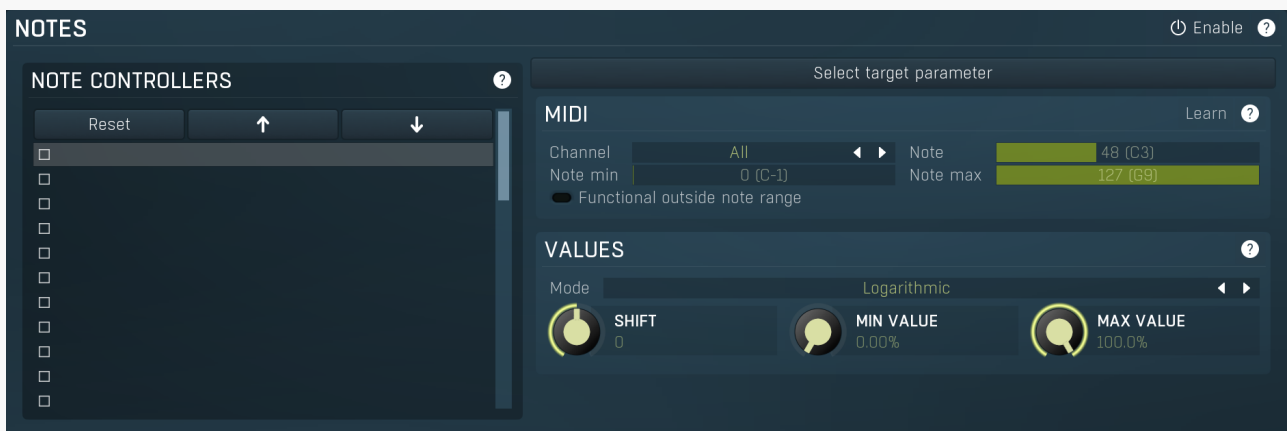 NOTES
Enable ?
NOTE CONTROLLERS ?
Reset
Select target parameter
MIDI
Learn ?
Channel All Note 48 (C3)
Note min 0 (C-1) Note max 127 (G9)
Functional outside note range
VALUES ?
Mode Logarithmic
SHIFT
0
MIN VALUE
0.00%
MAX VALUE
100.0%